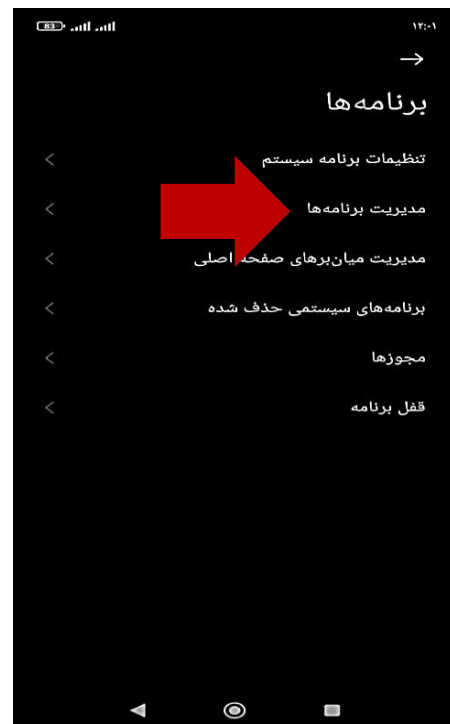 83 ۱۲:۰۱
برنامه‌ها
تنظیمات برنامه سیستم
مدیریت برنامه‌ها
مدیریت میان‌برهای صفحه اصلی
برنامه‌های سیستمی حذف شده
مجوزها
قفل برنامه